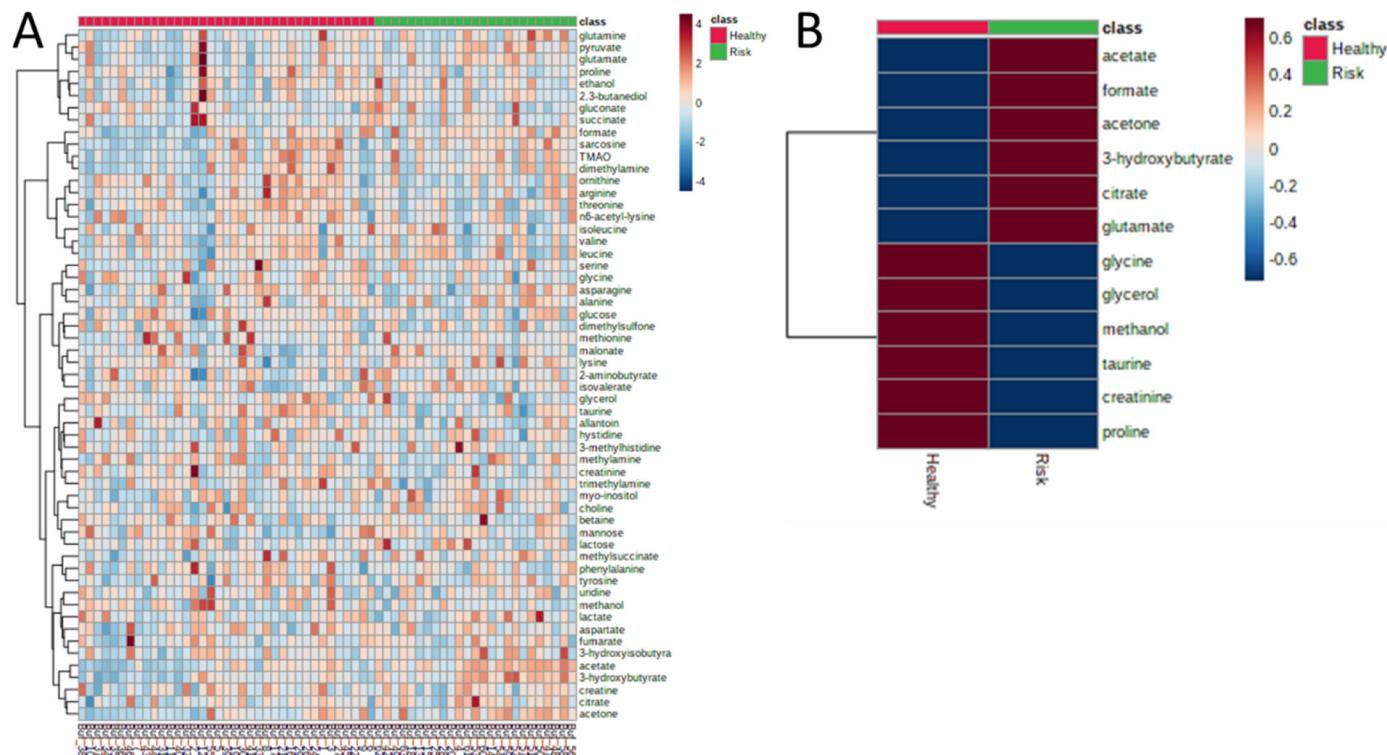 A
class
glutamine
pyruvate
glutamate
proline
ethanol
2.3-butanediol
gluconate
succinate
formate
sarcosine
TMAO
dimethylamine
ornithine
arginine
threonine
n6-acetyl-lysine
isoleucine
valine
leucine
serine
glycine
asparagine
alanine
glucose
dimethylsulfone
methionine
malonate
lysine
2-aminobutyrate
isovalerate
glycerol
taurine
allantoin
hystidine
3-methylhistidine
methylamine
creatinine
trimethylamine
myo-inositol
choline
betaine
mannose
lactose
methylsuccinate
phenylalanine
tyrosine
uridine
methanol
lactate
aspartate
fumarate
3-hydroxyisobutyra
acetate
3-hydroxybutyrate
creatine
citrate
acetone
4
2
0
-2
-4
class
Healthy
Risk
B
class
acetate
formate
acetone
3-hydroxybutyrate
citrate
glutamate
glycine
glycerol
methanol
taurine
creatinine
proline
Healthy
Risk
0.6
0.4
0.2
0
-0.2
-0.4
-0.6
class
Healthy
Risk